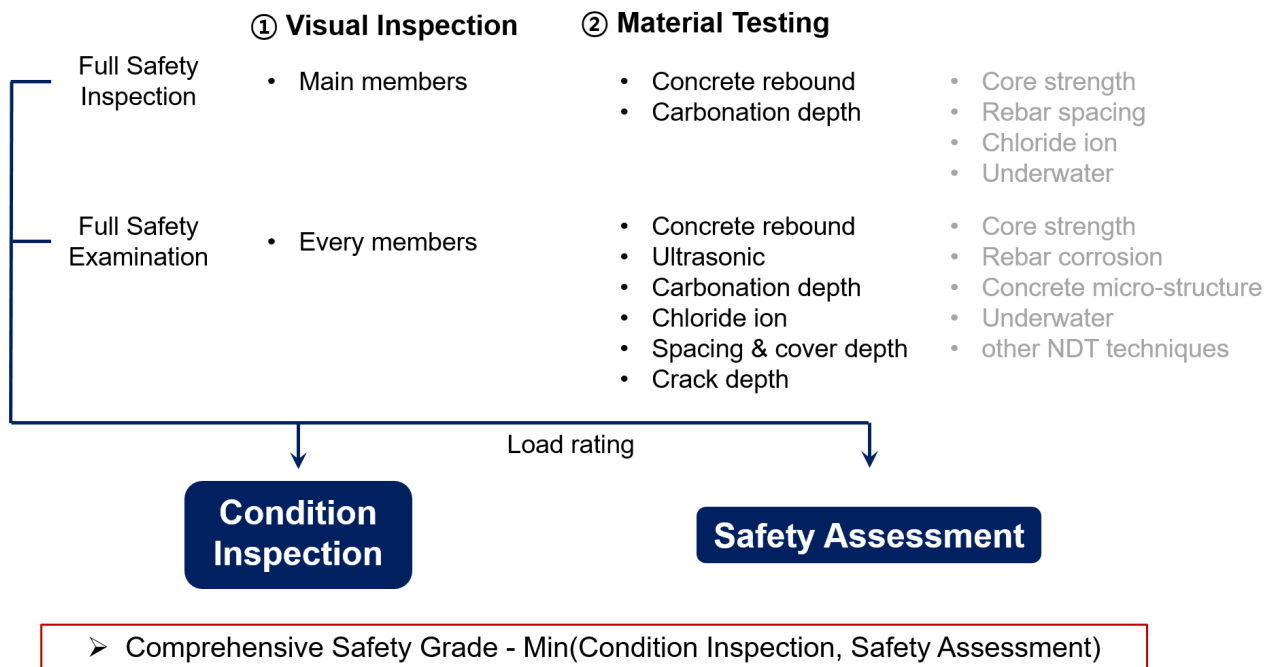 ① Visual Inspection
② Material Testing
Full Safety
Inspection
• Main members
• Concrete rebound
• Carbonation depth
• Core strength
• Rebar spacing
• Chloride ion
• Underwater
Full Safety
Examination
• Every members
• Concrete rebound
• Ultrasonic
• Carbonation depth
• Chloride ion
• Spacing & cover depth
• Crack depth
• Core strength
• Rebar corrosion
• Concrete micro-structure
• Underwater
• other NDT techniques
Load rating
Condition
Inspection
Safety Assessment
➢ Comprehensive Safety Grade - Min(Condition Inspection, Safety Assessment)